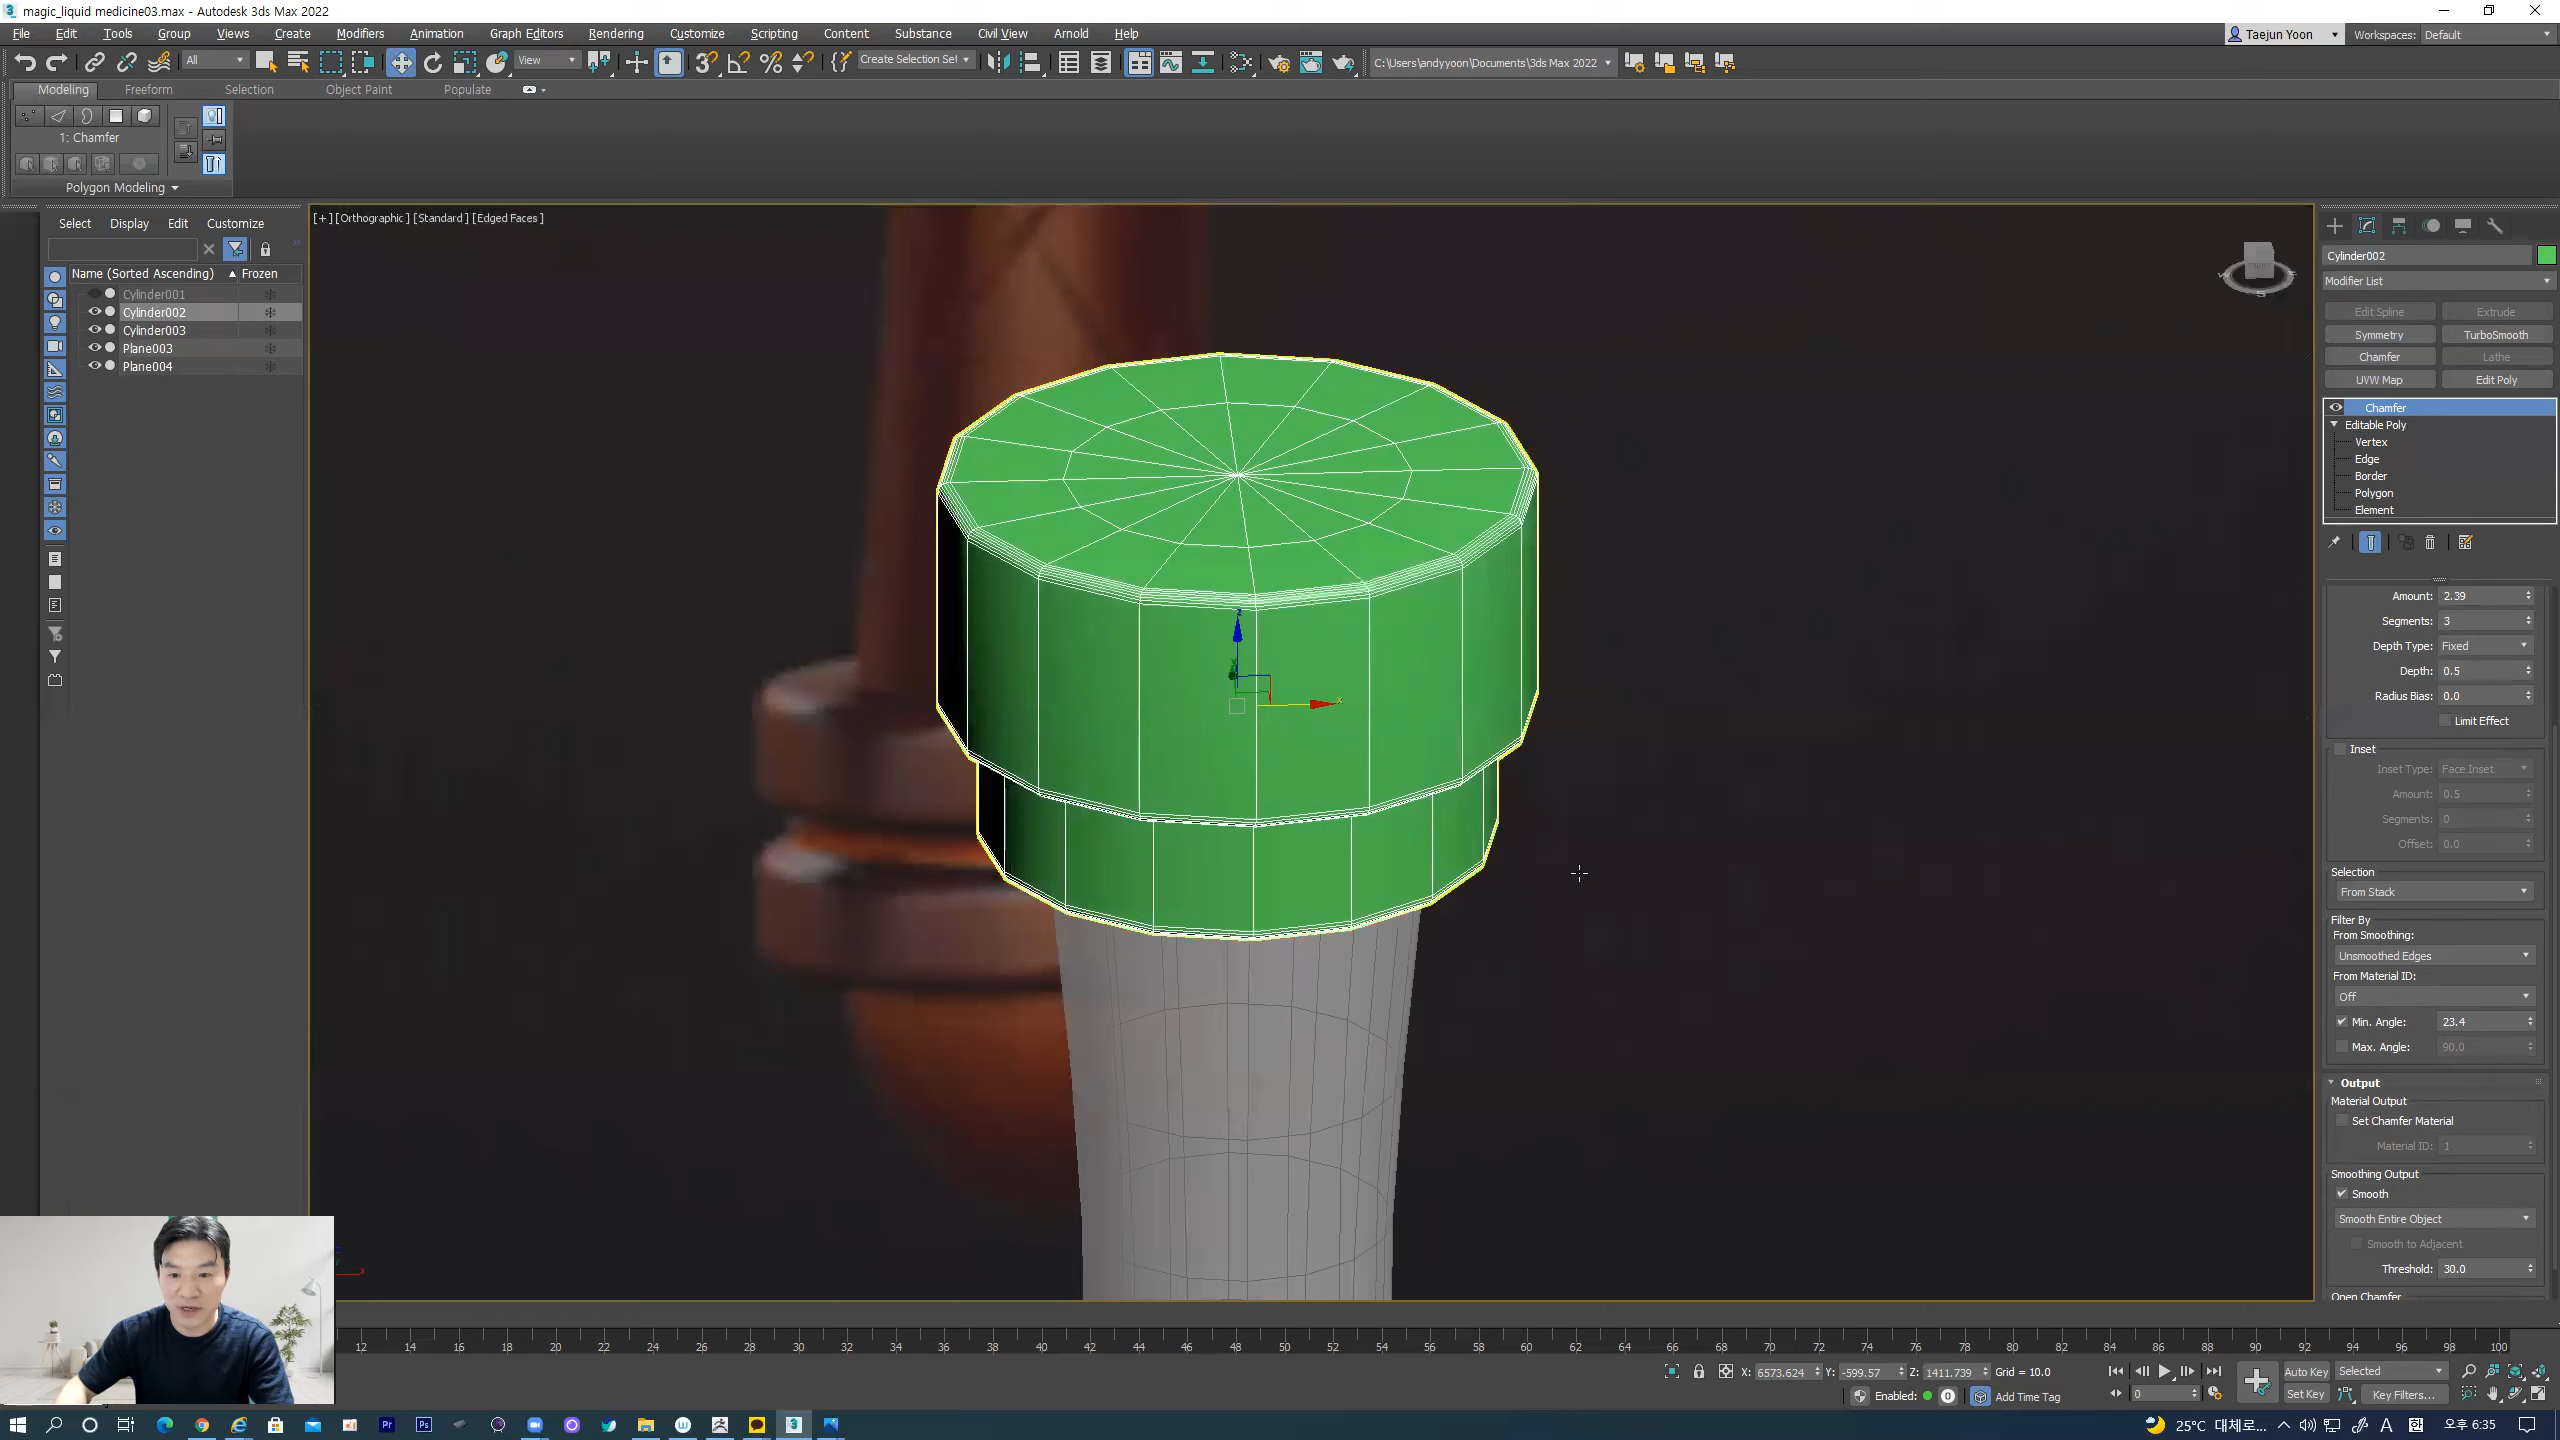 magic_liquid medicine03.max - Autodesk 3ds Max 2022
File Edit Tools Group Views Create Modifiers Animation Graph Editors Rendering Customize Scripting Content Substance Civil View Arnold Help
Taejun Yoon Workspaces: Default
All View Create Selection Set C:\Users\andyyoon\Documents\3ds Max 2022
Modeling Freeform Selection Object Paint Populate
1: Chamfer
Polygon Modeling
Select Display Edit Customize
Name (Sorted Ascending) Frozen
Cylinder001
Cylinder002
Cylinder003
Plane003
Plane004
[+] [Orthographic] [Standard] [Edged Faces]
Cylinder002
Modifier List
Edit Spline Extrude
Symmetry TurboSmooth
Chamfer Lathe
UVW Map Edit Poly
Chamfer
Editable Poly
Vertex
Edge
Border
Polygon
Element
Amount: 2.39
Segments: 3
Depth Type: Fixed
Depth: 0.5
Radius Bias: 0.0
Limit Effect
Inset
Inset Type: Face Inset
Amount: 0.5
Segments: 0
Offset: 0.0
Selection
From Stack
Filter By
From Smoothing:
Unsmoothed Edges
From Material ID:
Off
Min. Angle: 23.4
Max. Angle: 90.0
Output
Material Output
Set Chamfer Material
Material ID: 1
Smoothing Output
Smooth
Smooth Entire Object
Smooth to Adjacent
Threshold: 30.0
Open Chamfer
12 14 16 18 20 22 24 26 28 30 32 34 36 38 40 42 44 46 48 50 52 54 56 58 60 62 64 66 68 70 72 74 76 78 80 82 84 86 88 90 92 94 96 98 100
X: 6573.624 Y: -599.57 Z: 1411.739 Grid = 10.0 Auto Key Selected
Enabled: 0 Add Time Tag 0 Set Key Key Filters...
25°C 대체로... A 한 오후 6:35